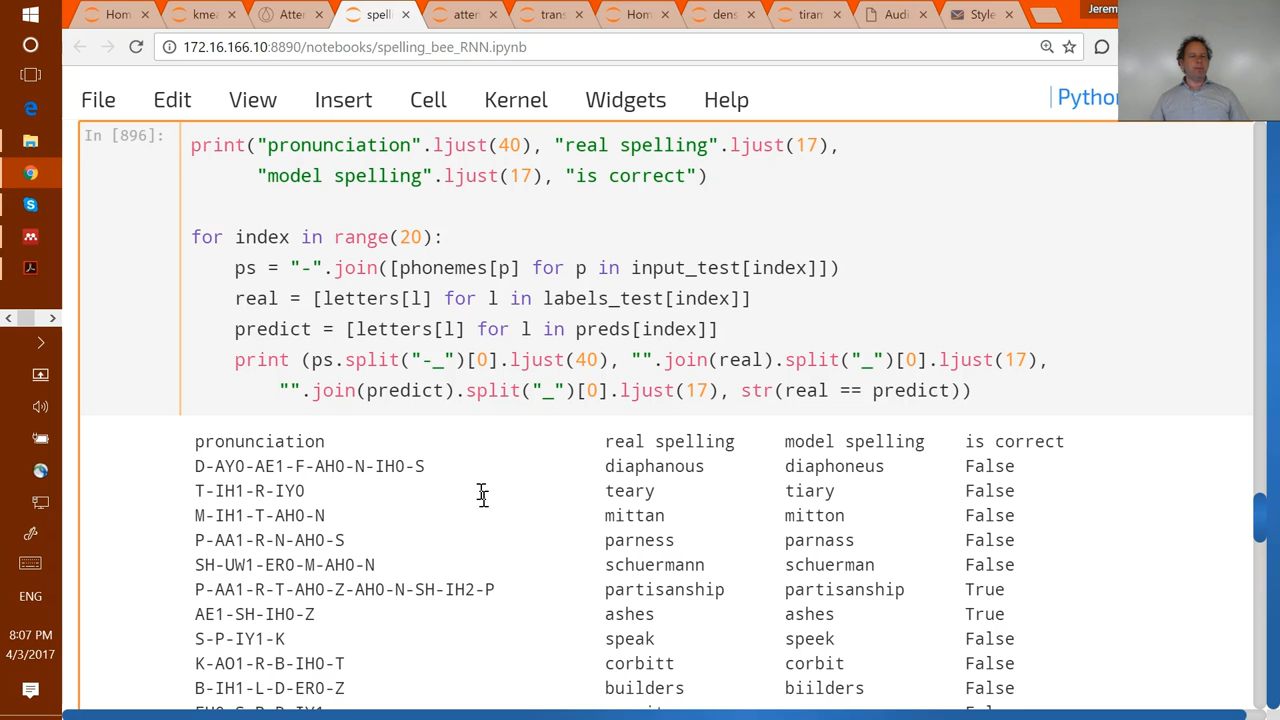 Hom
kmea
Atten
spelli
atten
trans
Hom
dens
tiram
Audi
Style
Jerem
172.16.166.10:8890/notebooks/spelling_bee_RNN.ipynb
File Edit View Insert Cell Kernel Widgets Help Python
In [896]:
print("pronunciation".ljust(40), "real spelling".ljust(17),
"model spelling".ljust(17), "is correct")
for index in range(20):
ps = "-".join([phonemes[p] for p in input_test[index]])
real = [letters[l] for l in labels_test[index]]
predict = [letters[l] for l in preds[index]]
print (ps.split("-_")[0].ljust(40), "".join(real).split("_")[0].ljust(17),
"".join(predict).split("_")[0].ljust(17), str(real == predict))
pronunciation real spelling model spelling is correct
D-AY0-AE1-F-AH0-N-IH0-S diaphanous diaphoneus False
T-IH1-R-IY0 teary tiary False
M-IH1-T-AH0-N mittan mitton False
P-AA1-R-N-AH0-S parness parnass False
SH-UW1-ER0-M-AH0-N schuermann schuerman False
P-AA1-R-T-AH0-Z-AH0-N-SH-IH2-P partisanship partisanship True
AE1-SH-IH0-Z ashes ashes True
S-P-IY1-K speak speek False
K-AO1-R-B-IH0-T corbitt corbit False
B-IH1-L-D-ER0-Z builders biilders False
ENG
8:07 PM
4/3/2017